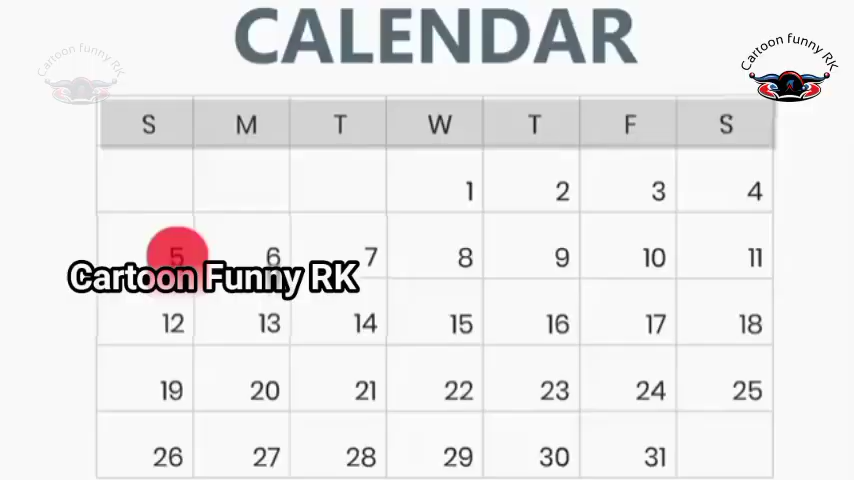 CALENDAR
Cartoon funny RK
Cartoon funny RK
S M T W T F S
1 2 3 4
5 6 7 8 9 10 11
Cartoon Funny RK
12 13 14 15 16 17 18
19 20 21 22 23 24 25
26 27 28 29 30 31